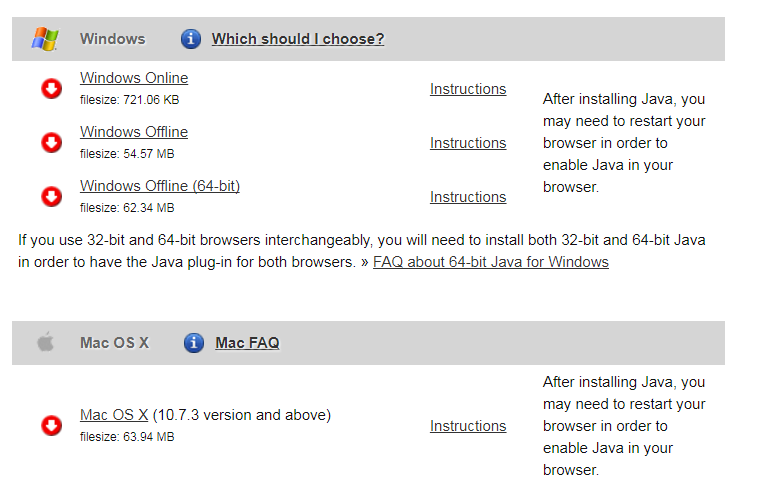 Windows
Which should I choose?
Windows Online
filesize: 721.06 KB
Instructions
Windows Offline
filesize: 54.57 MB
Instructions
Windows Offline (64-bit)
filesize: 62.34 MB
Instructions
After installing Java, you
may need to restart your
browser in order to
enable Java in your
browser.
If you use 32-bit and 64-bit browsers interchangeably, you will need to install both 32-bit and 64-bit Java
in order to have the Java plug-in for both browsers. » FAQ about 64-bit Java for Windows
Mac OS X
Mac FAQ
Mac OS X (10.7.3 version and above)
filesize: 63.94 MB
Instructions
After installing Java, you
may need to restart your
browser in order to
enable Java in your
browser.